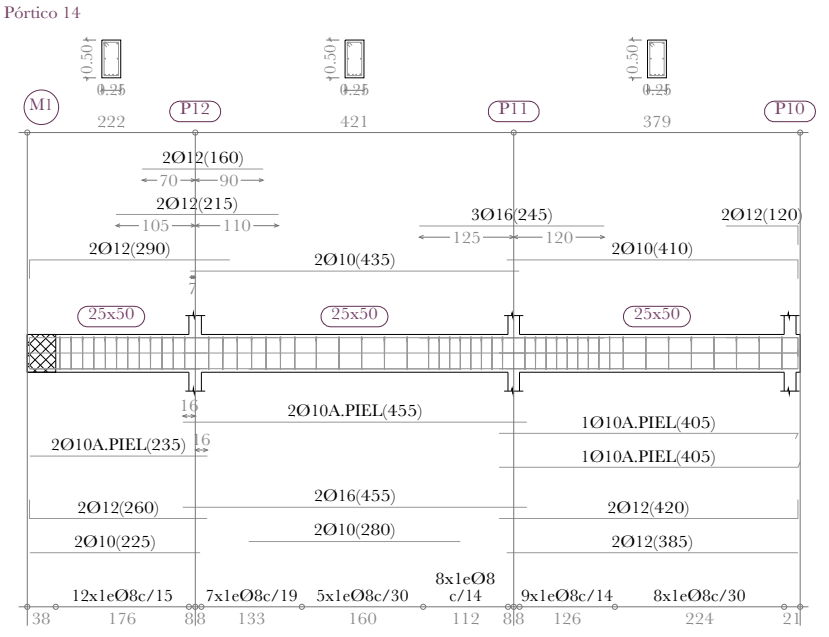 Pórtico 14
0.50 0.50 0.50
0.25 0.25 0.25
M1 P12 P11 P10
222 421 379
2Ø12(160)
70 90
2Ø12(215) 3Ø16(245) 2Ø12(120)
105 110 125 120
2Ø12(290) 2Ø10(435) 2Ø10(410)
7
25x50 25x50 25x50
16 2Ø10A.PIEL(455) 1Ø10A.PIEL(405)
2Ø10A.PIEL(235) 16 1Ø10A.PIEL(405)
2Ø12(260) 2Ø16(455) 2Ø12(420)
2Ø10(225) 2Ø10(280) 2Ø12(385)
12x1eØ8c/15 7x1eØ8c/19 5x1eØ8c/30 8x1eØ8
c/14 9x1eØ8c/14 8x1eØ8c/30
38 176 8 8 133 160 112 8 8 126 224 21